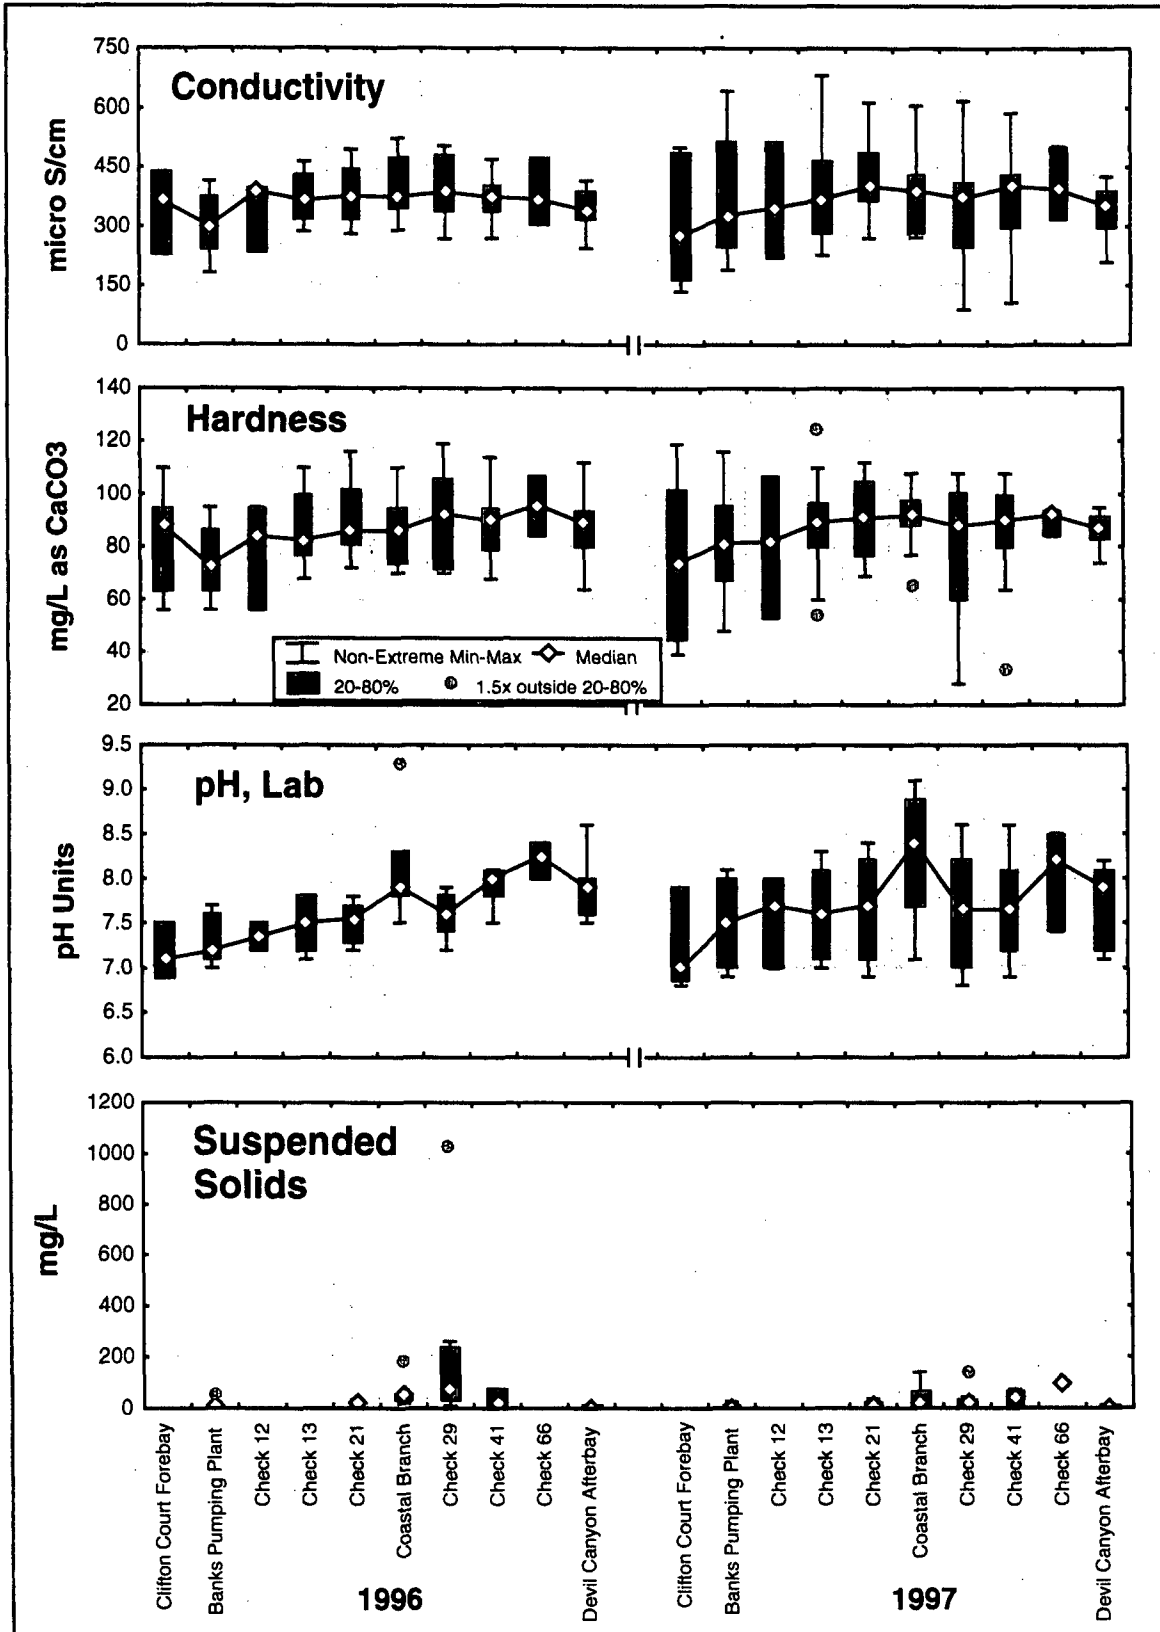 Conductivity
micro S/cm
750
600
450
300
150
0
Hardness
mg/L as CaCO3
140
120
100
80
60
40
20
Non-Extreme Min-Max
Median
20-80%
1.5x outside 20-80%
pH, Lab
pH Units
9.5
9.0
8.5
8.0
7.5
7.0
6.5
6.0
Suspended
Solids
mg/L
1200
1000
800
600
400
200
0
Clifton Court Forebay
Banks Pumping Plant
Check 12
Check 13
Check 21
Coastal Branch
Check 29
Check 41
Check 66
Devil Canyon Afterbay
Clifton Court Forebay
Banks Pumping Plant
Check 12
Check 13
Check 21
Coastal Branch
Check 29
Check 41
Check 66
Devil Canyon Afterbay
1996
1997